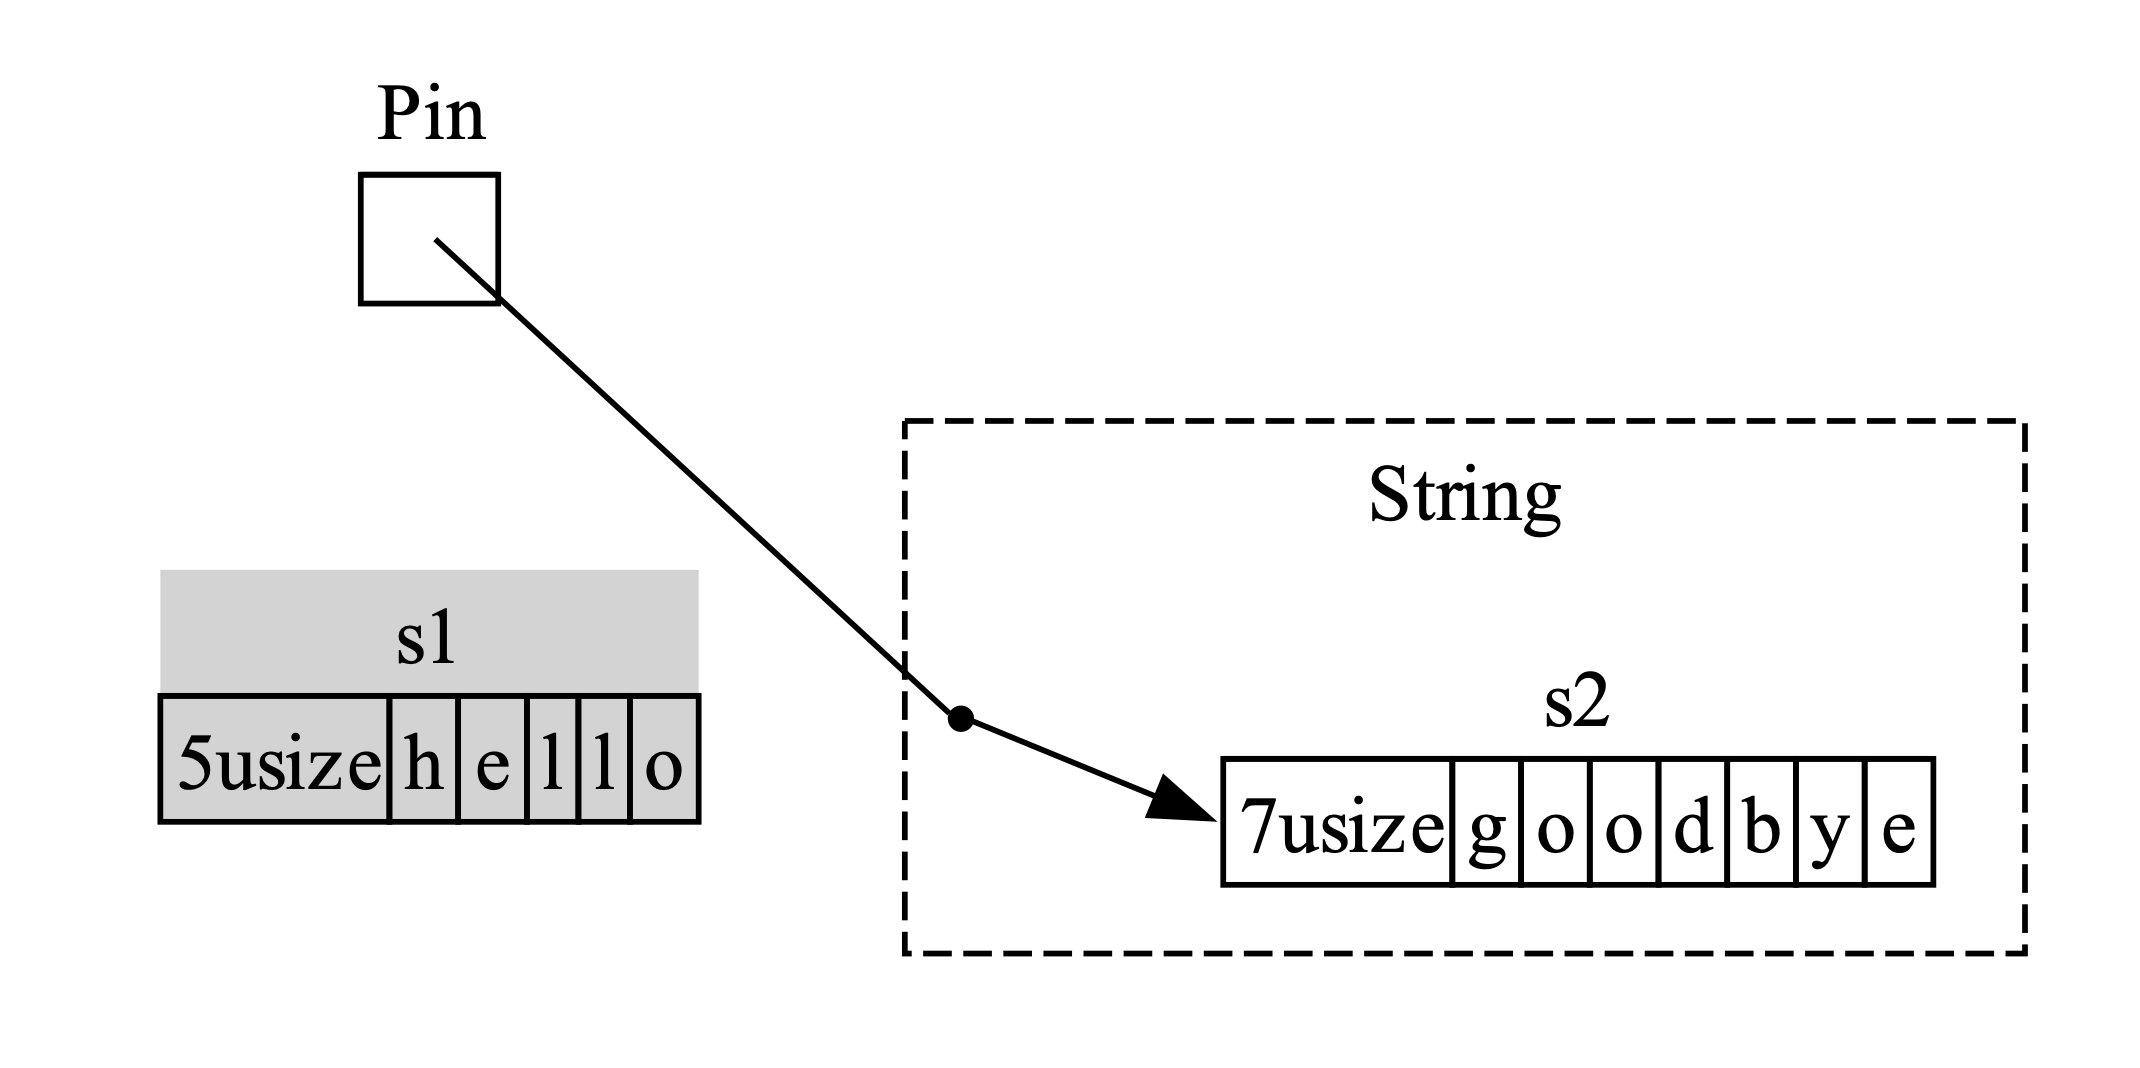 Pin
String
s1
5usize h e l l o
s2
7usize g o o d b y e